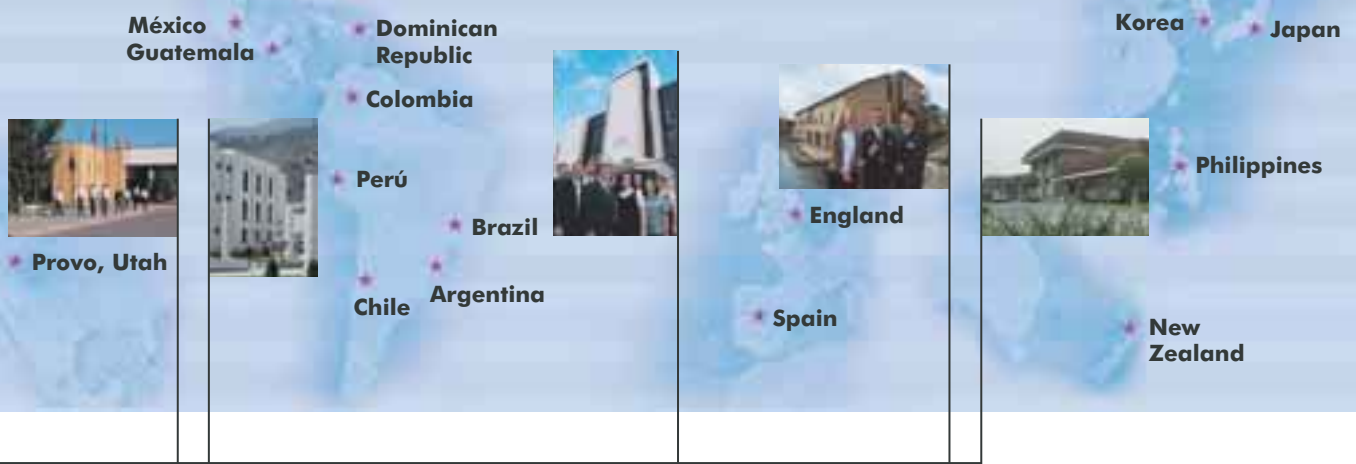 México
Guatemala
Dominican
Republic
Colombia
Perú
Brazil
Argentina
Chile
Provo, Utah
England
Spain
Korea
Japan
Philippines
New
Zealand